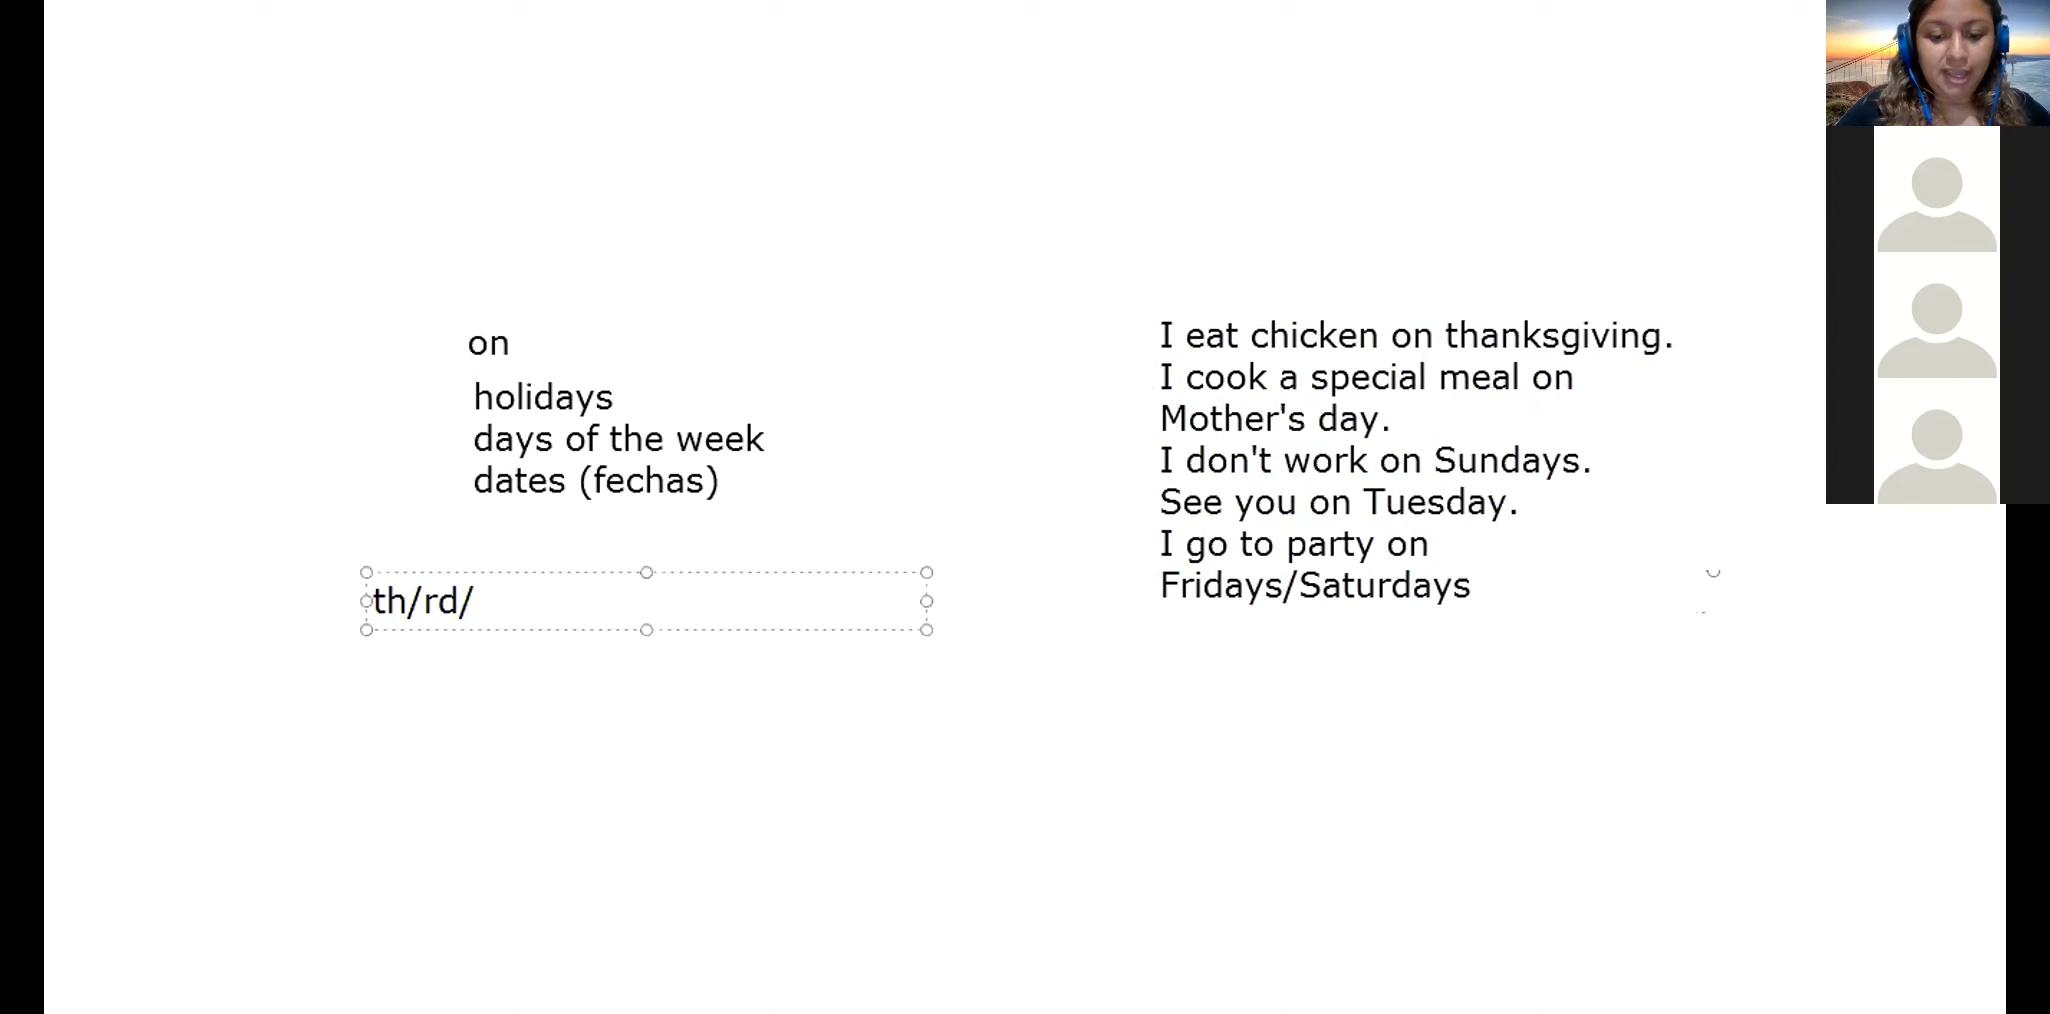 on
holidays
days of the week
dates (fechas)
th/rd/
I eat chicken on thanksgiving.
I cook a special meal on
Mother's day.
I don't work on Sundays.
See you on Tuesday.
I go to party on
Fridays/Saturdays